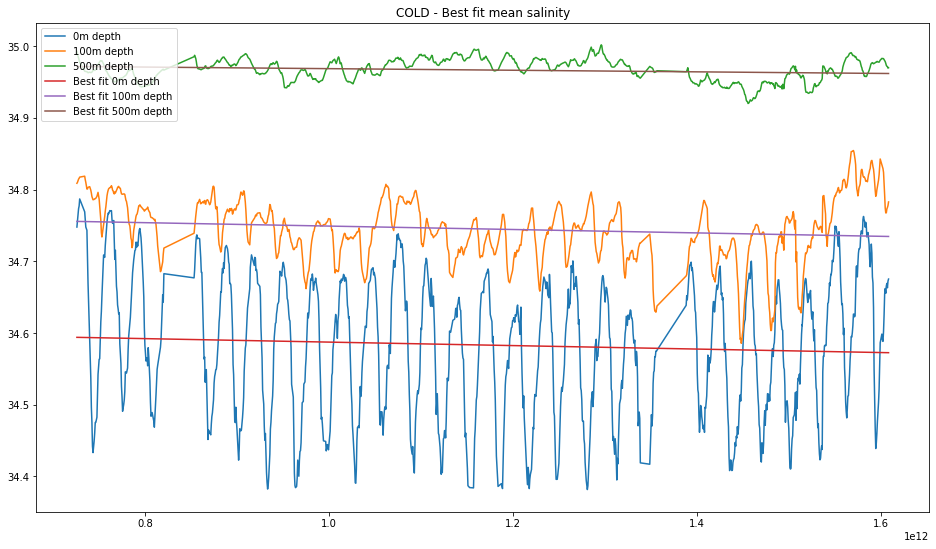 COLD - Best fit mean salinity
0m depth
100m depth
500m depth
Best fit 0m depth
Best fit 100m depth
Best fit 500m depth
35.0
34.9
34.8
34.7
34.6
34.5
34.4
0.8 1.0 1.2 1.4 1.6
1e12